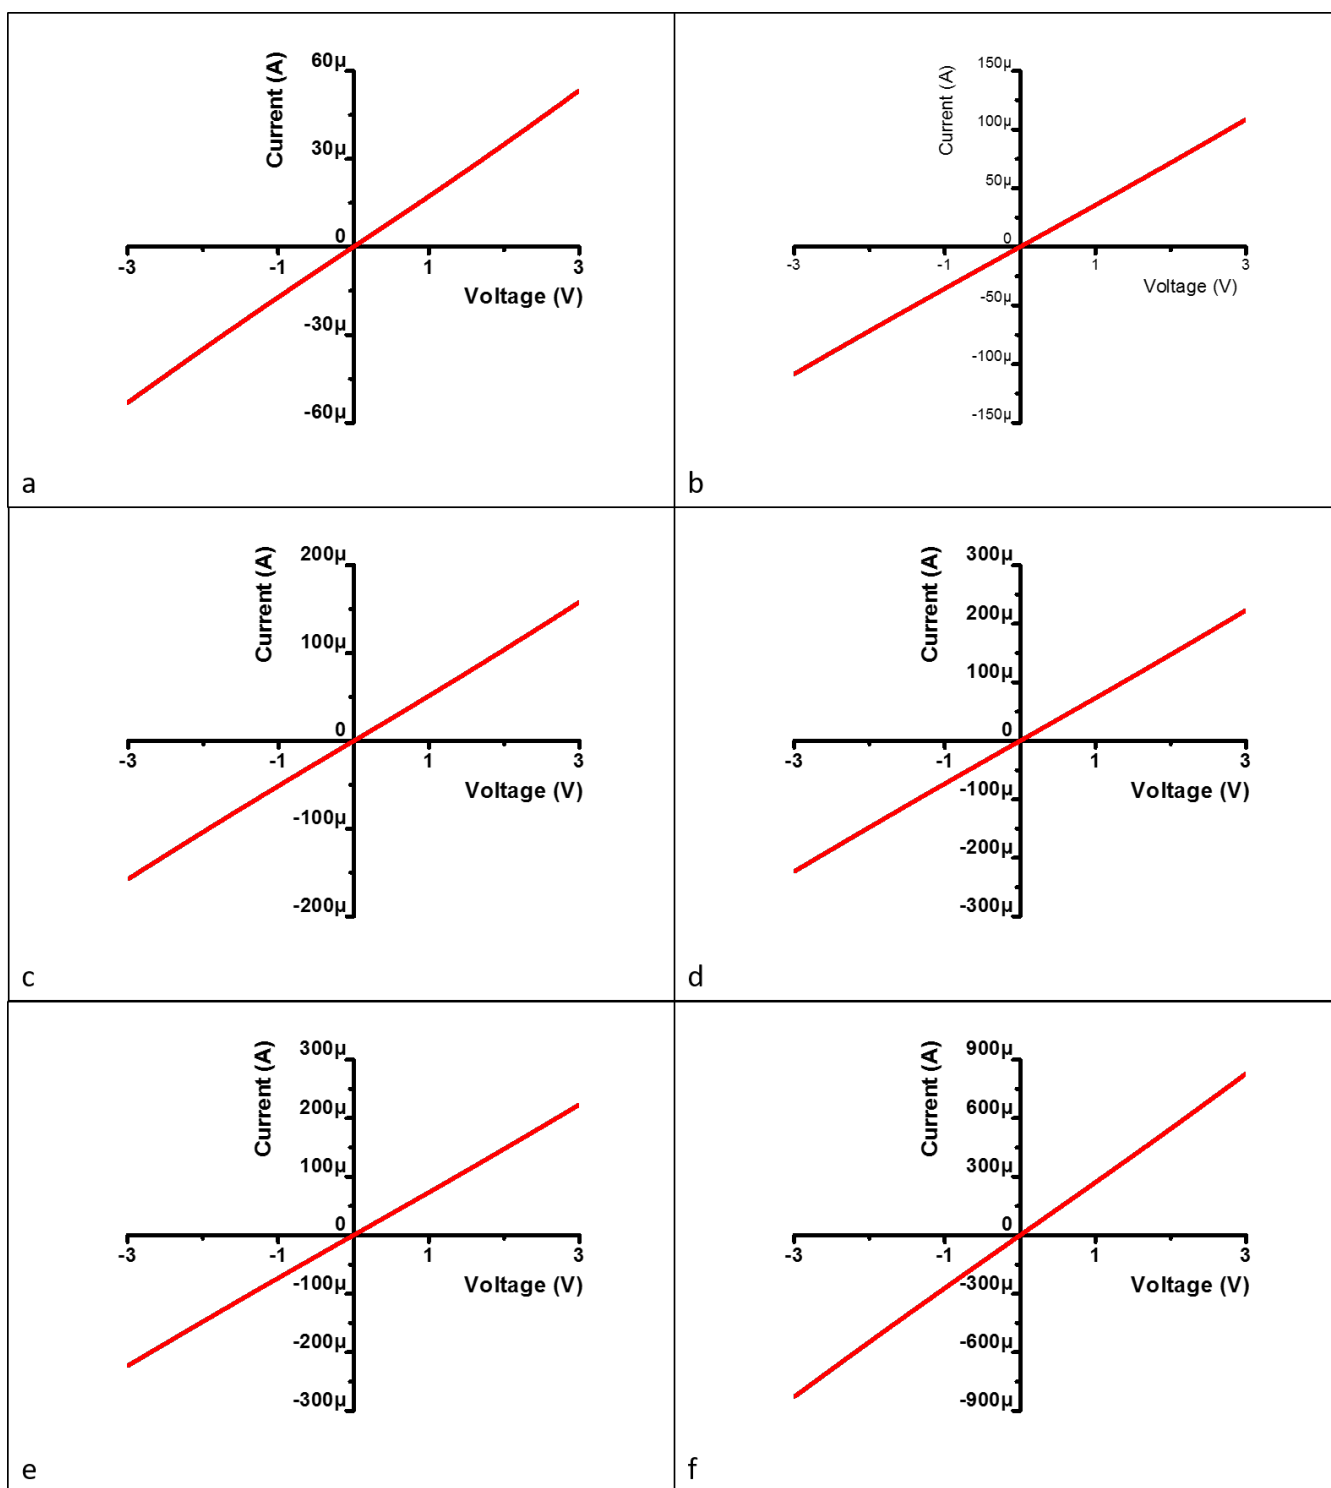 Current (A)
60µ
30µ
0
-3
-1
1
3
Voltage (V)
-30µ
-60µ
a
Current (A)
150µ
100µ
50µ
0
-3
-1
1
3
Voltage (V)
-50µ
-100µ
-150µ
b
Current (A)
200µ
100µ
0
-3
-1
1
3
Voltage (V)
-100µ
-200µ
c
Current (A)
300µ
200µ
100µ
0
-3
-1
1
3
Voltage (V)
-100µ
-200µ
-300µ
d
Current (A)
300µ
200µ
100µ
0
-3
-1
1
3
Voltage (V)
-100µ
-200µ
-300µ
e
Current (A)
900µ
600µ
300µ
0
-3
-1
1
3
Voltage (V)
-300µ
-600µ
-900µ
f